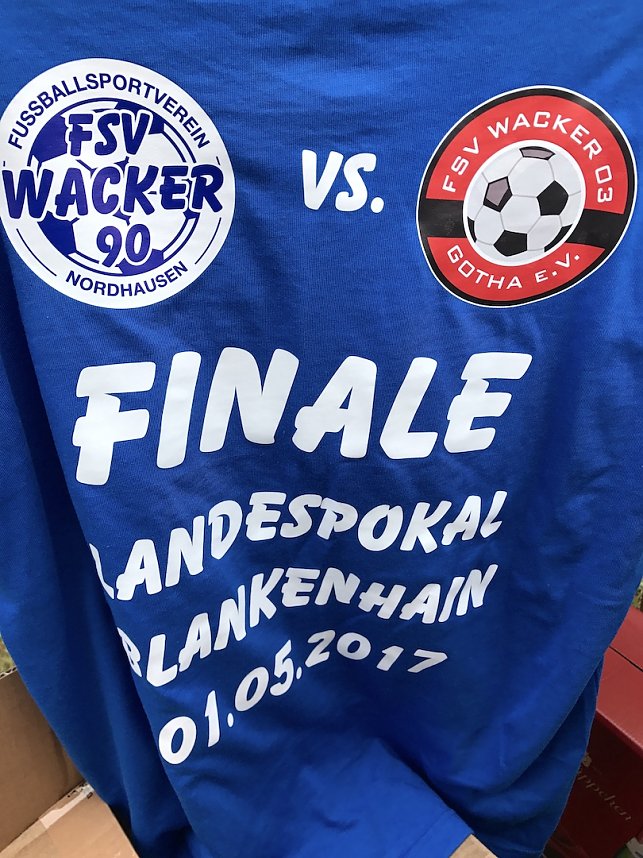 FUSSBALLSPORTVEREIN
FSV
WACKER
90
NORDHAUSEN
VS.
FSV WACKER 03
GOTHA E.V.
FINALE
LANDESPOKAL
BLANKENHAIN
01.05.2017